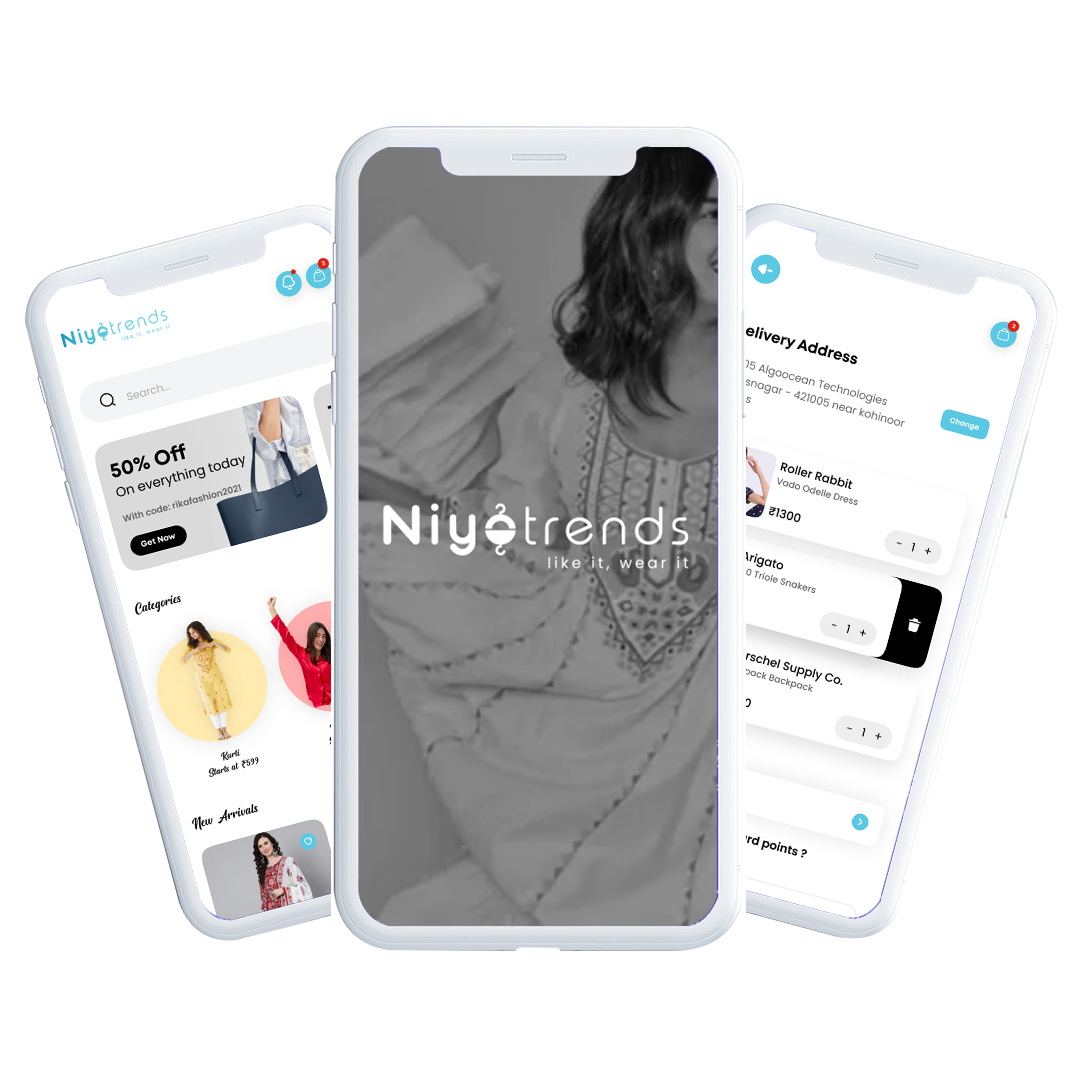 Niyotrends
like it, wear it
3
Search...
50% Off
On everything today
With code: rikafashion2021
Get Now
Categories
Kurti
Starts at ₹599
New Arrivals
Niyotrends
like it, wear it
3
elivery Address
05 Algoocean Technologies
snagar - 421005 near kohinoor
s
Change
Roller Rabbit
Vado Odelle Dress
₹1300
- 1 +
Arigato
0 Triole Snakers
- 1 +
rschel Supply Co.
pack Backpack
0
- 1 +
rd points ?